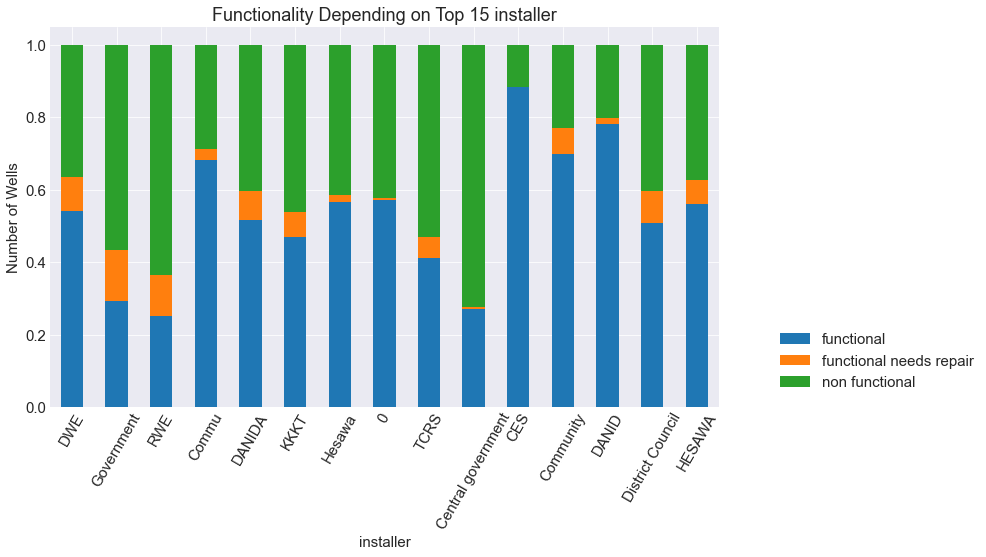 Functionality Depending on Top 15 installer
Number of Wells
1.0
0.8
0.6
0.4
0.2
0.0
DWE
Government
RWE
Commu
DANIDA
KKKT
Hesawa
0
TCRS
Central government
CES
Community
DANID
District Council
HESAWA
installer
functional
functional needs repair
non functional